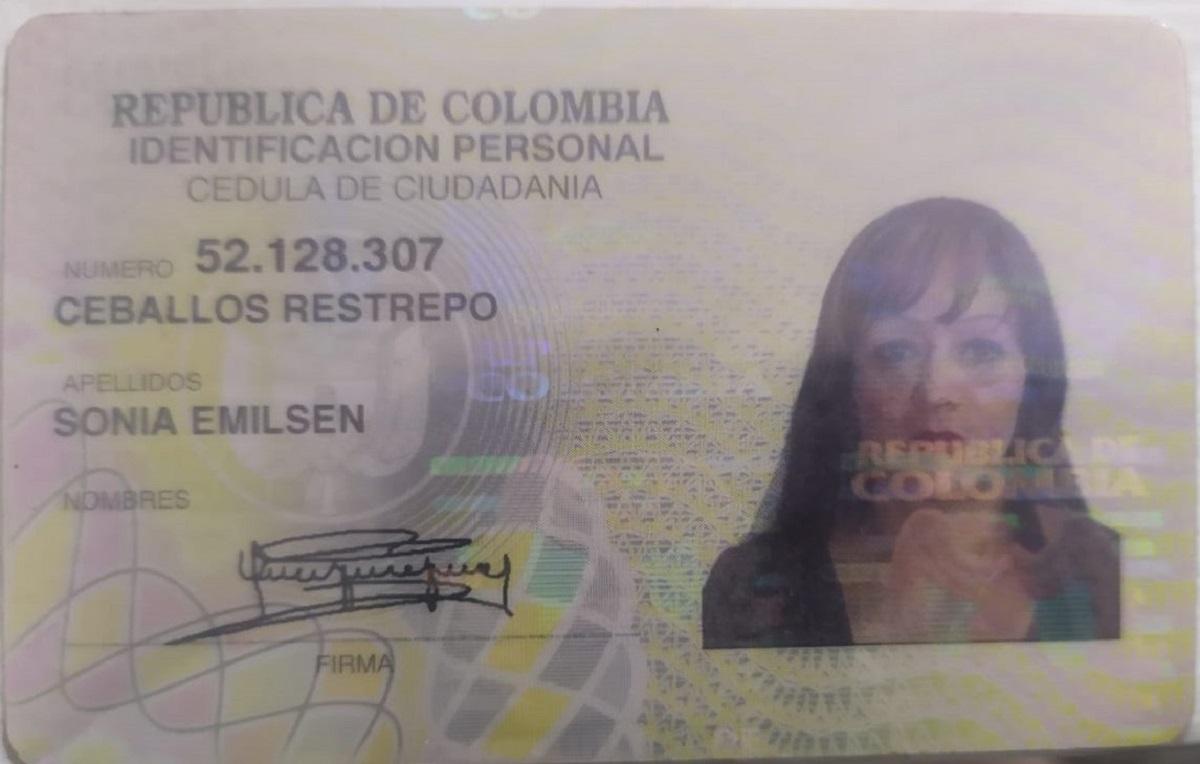 REPUBLICA DE COLOMBIA
IDENTIFICACION PERSONAL
CEDULA DE CIUDADANIA
NUMERO 52.128.307
CEBALLOS RESTREPO
APELLIDOS
SONIA EMILSEN
NOMBRES
FIRMA
REPUBLICA DE
COLOMBIA